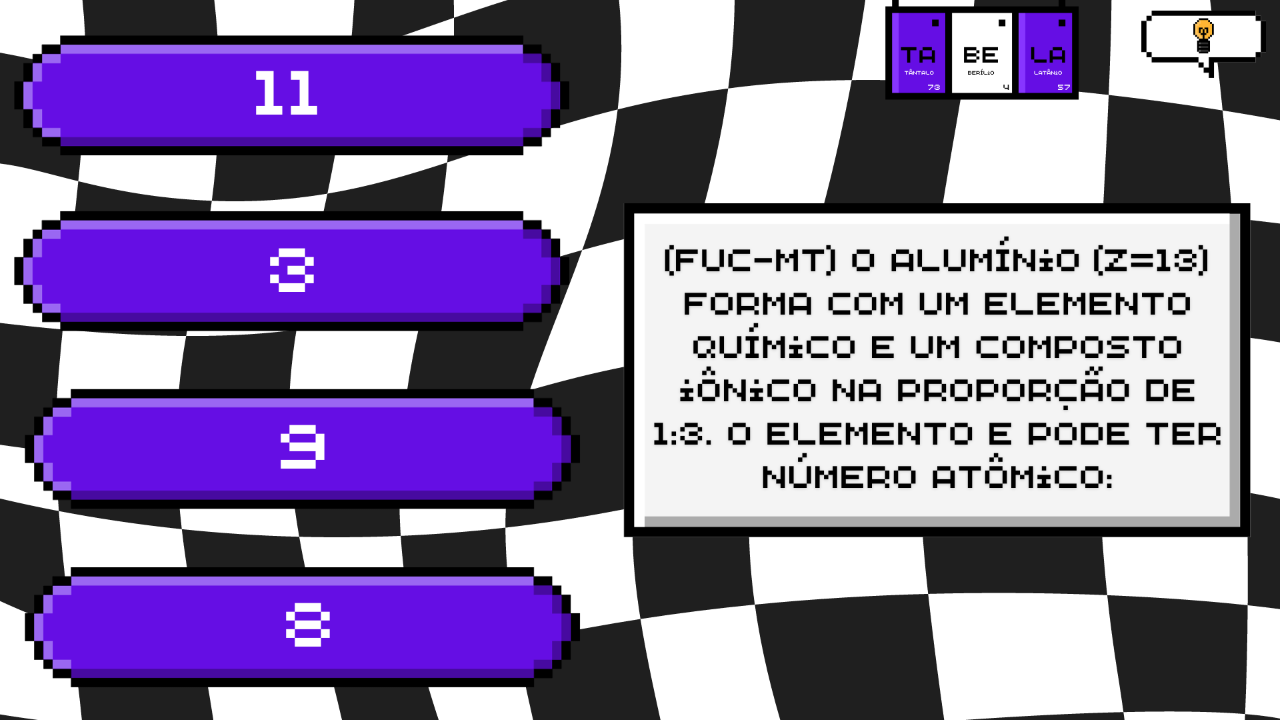 11
3
9
8
TA BE LA
TÂNTALO BERÍLIO LATÂNIO
73 4 57
(FUC-MT) O ALUMÍNiO (Z=13)
FORMA COM UM ELEMENTO
QUÍMiCO E UM COMPOSTO
iÔNiCO NA PROPORÇÃO DE
1:3. O ELEMENTO E PODE TER
NÚMERO ATÔMiCO: